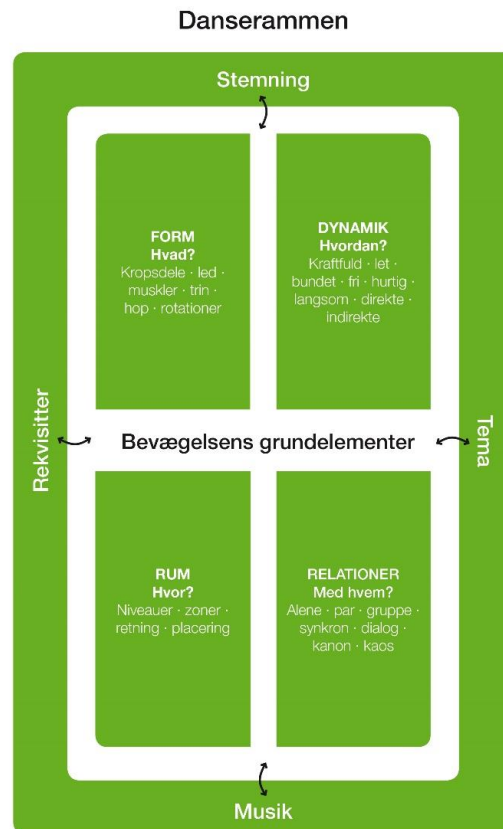 Danserammen
Stemning
FORM
Hvad?
Kropsdele · led ·
muskler · trin ·
hop · rotationer
DYNAMIK
Hvordan?
Kraftfuld · let ·
bundet · fri · hurtig ·
langsom · direkte ·
indirekte
Rekvisitter
Bevægelsens grundelementer
Tema
RUM
Hvor?
Niveauer · zoner ·
retning · placering
RELATIONER
Med hvem?
Alene · par · gruppe ·
synkron · dialog ·
kanon · kaos
Musik